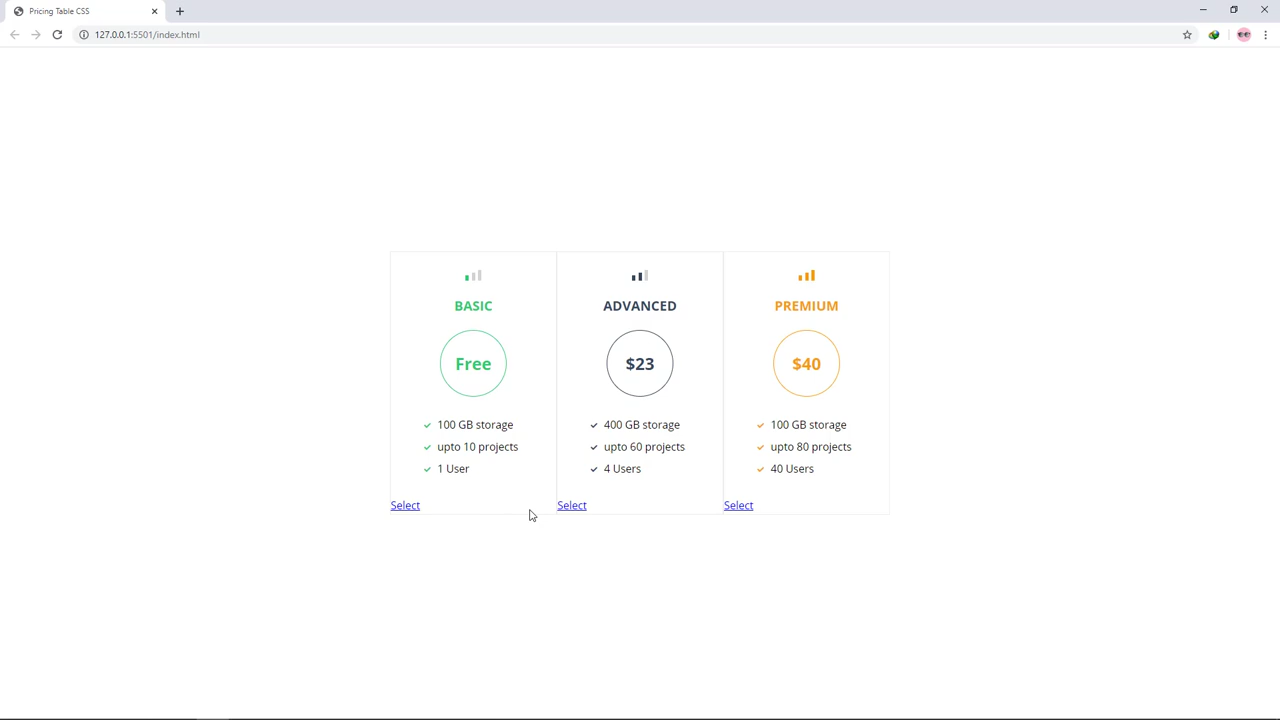 Pricing Table CSS
127.0.0.1:5501/index.html
BASIC
Free
100 GB storage
upto 10 projects
1 User
Select
ADVANCED
$23
400 GB storage
upto 60 projects
4 Users
Select
PREMIUM
$40
100 GB storage
upto 80 projects
40 Users
Select